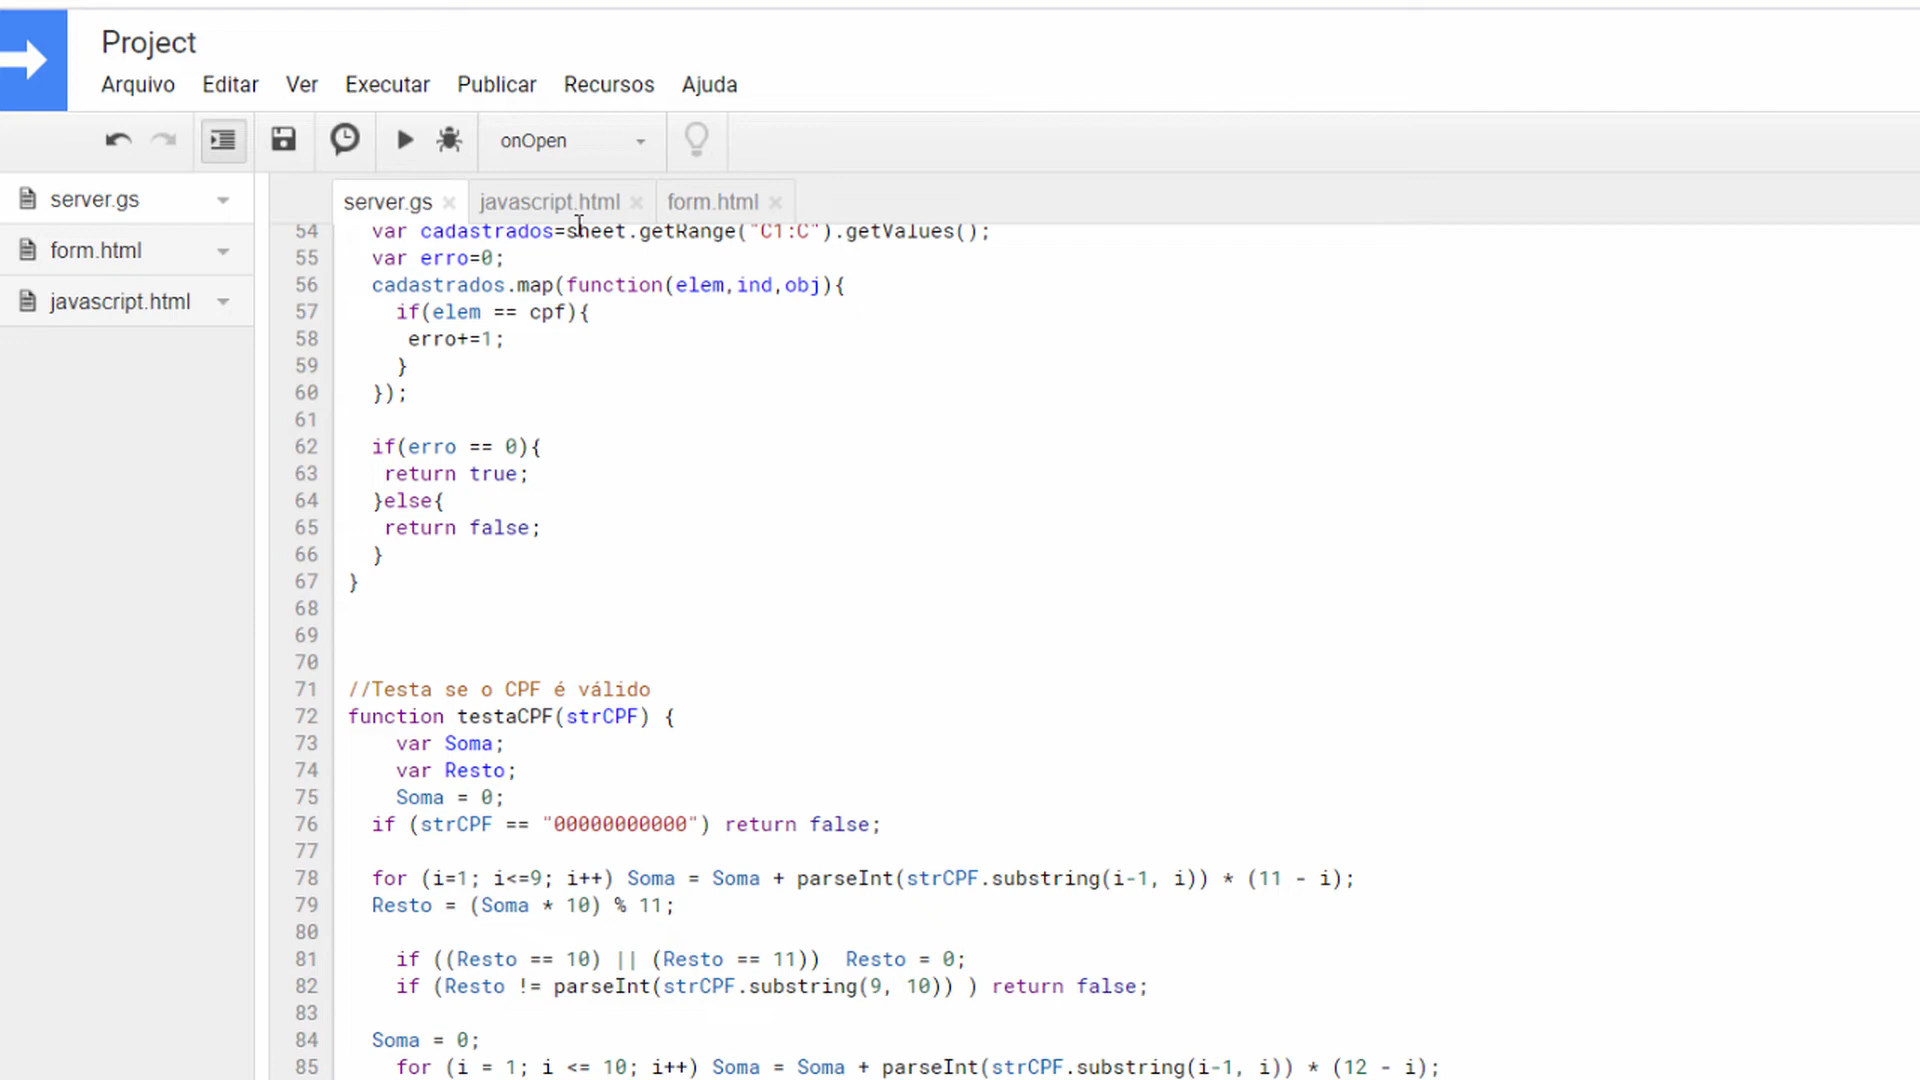 Project
Arquivo Editar Ver Executar Publicar Recursos Ajuda
onOpen
server.gs
form.html
javascript.html
server.gs × javascript.html × form.html ×
54 var cadastrados=sheet.getRange("C1:C").getValues();
55 var erro=0;
56 cadastrados.map(function(elem,ind,obj){
57 if(elem == cpf){
58 erro+=1;
59 }
60 });
61
62 if(erro == 0){
63 return true;
64 }else{
65 return false;
66 }
67 }
68
69
70
71 //Testa se o CPF é válido
72 function testaCPF(strCPF) {
73 var Soma;
74 var Resto;
75 Soma = 0;
76 if (strCPF == "00000000000") return false;
77
78 for (i=1; i<=9; i++) Soma = Soma + parseInt(strCPF.substring(i-1, i)) * (11 - i);
79 Resto = (Soma * 10) % 11;
80
81 if ((Resto == 10) || (Resto == 11)) Resto = 0;
82 if (Resto != parseInt(strCPF.substring(9, 10)) ) return false;
83
84 Soma = 0;
85 for (i = 1; i <= 10; i++) Soma = Soma + parseInt(strCPF.substring(i-1, i)) * (12 - i);